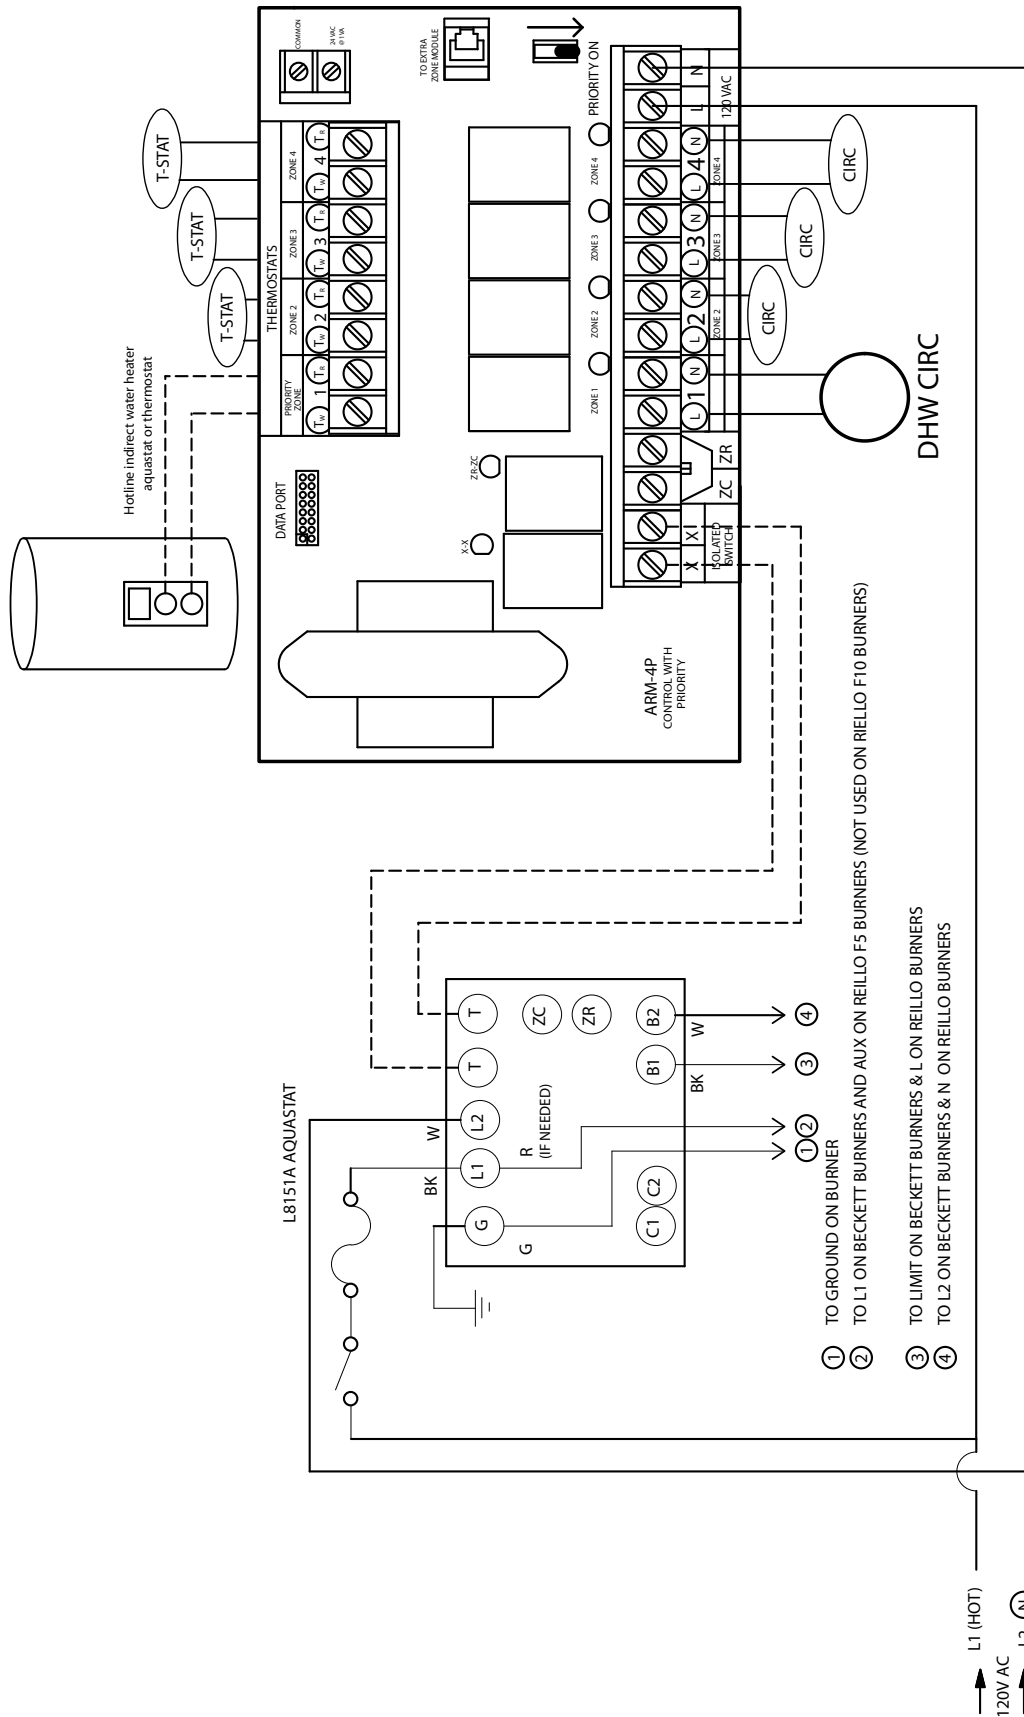 COMMON
24 VAC
@ 1VA
TO EXTRA
ZONE MODULE
PRIORITY ON
T-STAT
T-STAT
T-STAT
THERMOSTATS
PRIORITY
ZONE
ZONE 2
ZONE 3
ZONE 4
TW 1 TR
TW 2 TR
TW 3 TR
TW 4 TR
Hotline indirect water heater
aquastat or thermostat
DATA PORT
X-X
ZR-ZC
ZONE 1
ZONE 2
ZONE 3
ZONE 4
ARM-4P
CONTROL WITH
PRIORITY
X X
ISOLATED
SWITCH
ZC ZR
L 1 N
L 2 N
ZONE 2
L 3 N
ZONE 3
L 4 N
ZONE 4
L N
120 VAC
CIRC
CIRC
CIRC
DHW CIRC
L8151A AQUASTAT
BK
W
G
L1
L2
T
T
G
R
(IF NEEDED)
ZC
ZR
C1
C2
B1
B2
BK
W
1
2
3
4
1 TO GROUND ON BURNER
2 TO L1 ON BECKETT BURNERS AND AUX ON REILLO F5 BURNERS (NOT USED ON RIELLO F10 BURNERS)
3 TO LIMIT ON BECKETT BURNERS & L ON REILLO BURNERS
4 TO L2 ON BECKETT BURNERS & N ON REILLO BURNERS
L1 (HOT)
120V AC
L2 N